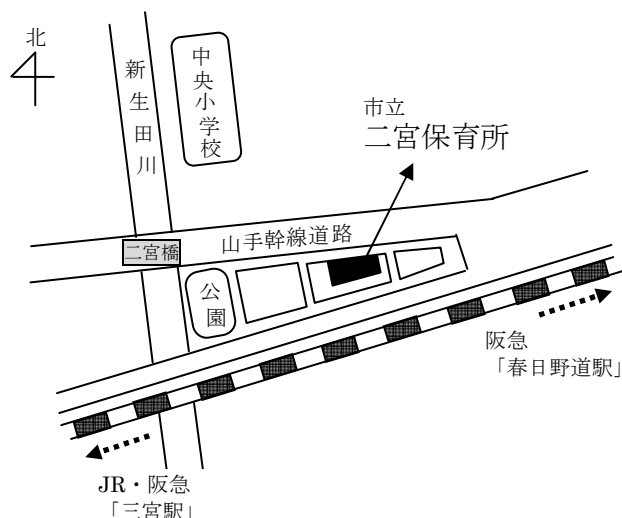 北
新生田川
中央小学校
市立
二宮保育所
山手幹線道路
二宮橋
公園
阪急
「春日野道駅」
JR・阪急
「三宮駅」